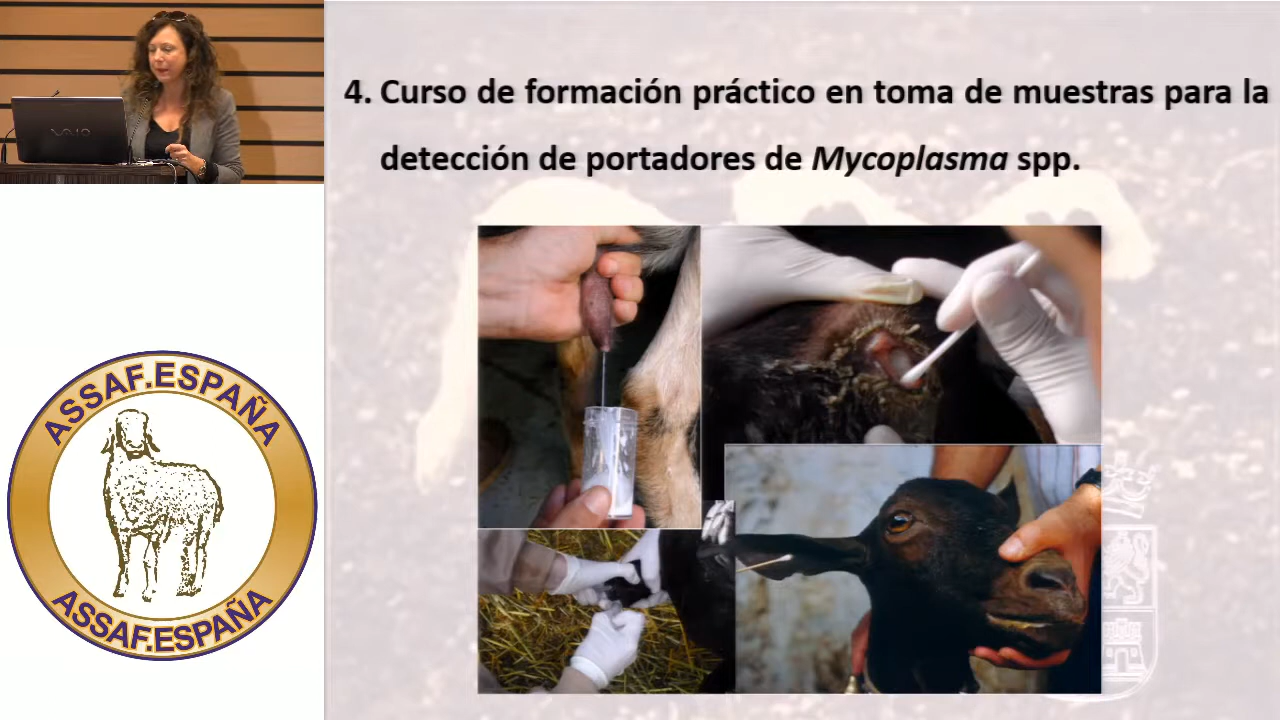 VAIO
4. Curso de formación práctico en toma de muestras para la
detección de portadores de Mycoplasma spp.
ASSAF.ESPAÑA
ASSAF.ESPAÑA